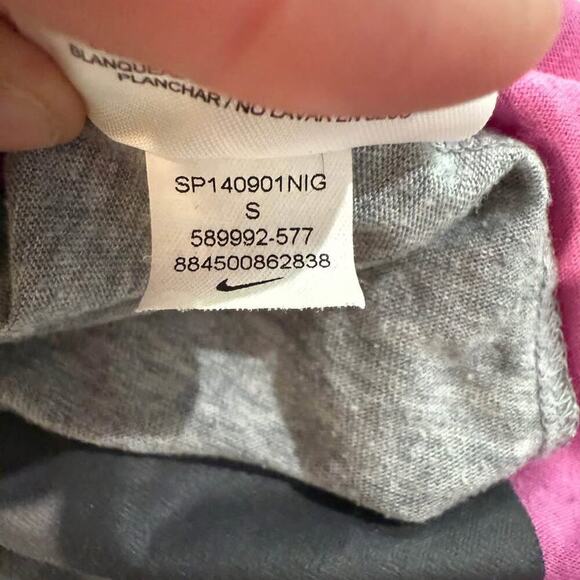 PLANCHAR / NO LAVAR EN
SP140901NIG
S
589992-577
884500862838